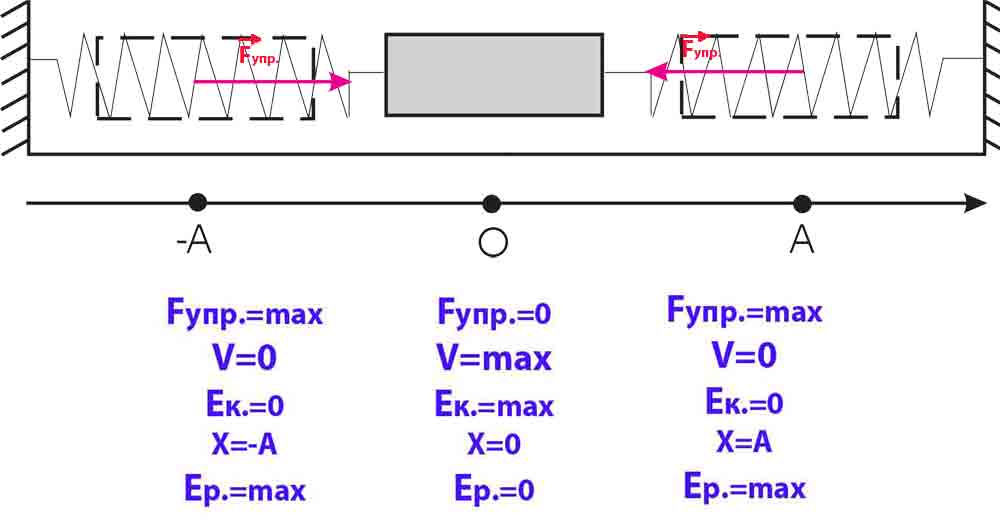 Fупр.
Fупр.
-A
O
A
Fупр.=max
V=0
Eк.=0
X=-A
Ep.=max
Fупр.=0
V=max
Eк.=max
X=0
Ep.=0
Fупр.=max
V=0
Eк.=0
X=A
Ep.=max